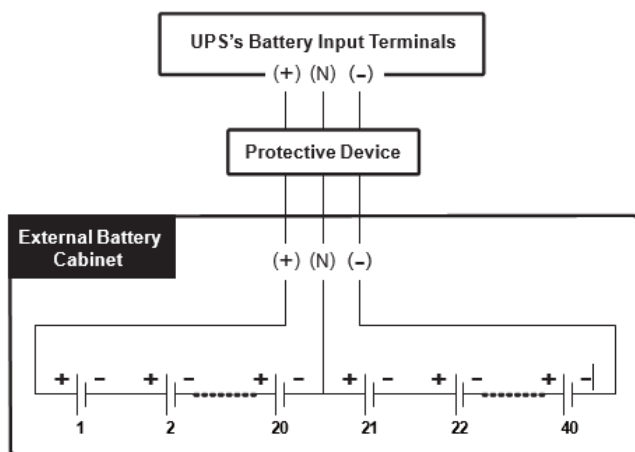 UPS's Battery Input Terminals
(+) (N) (-)
Protective Device
External Battery
Cabinet
(+) (N) (-)
+ - + - + - + - + - + -
1 2 20 21 22 40